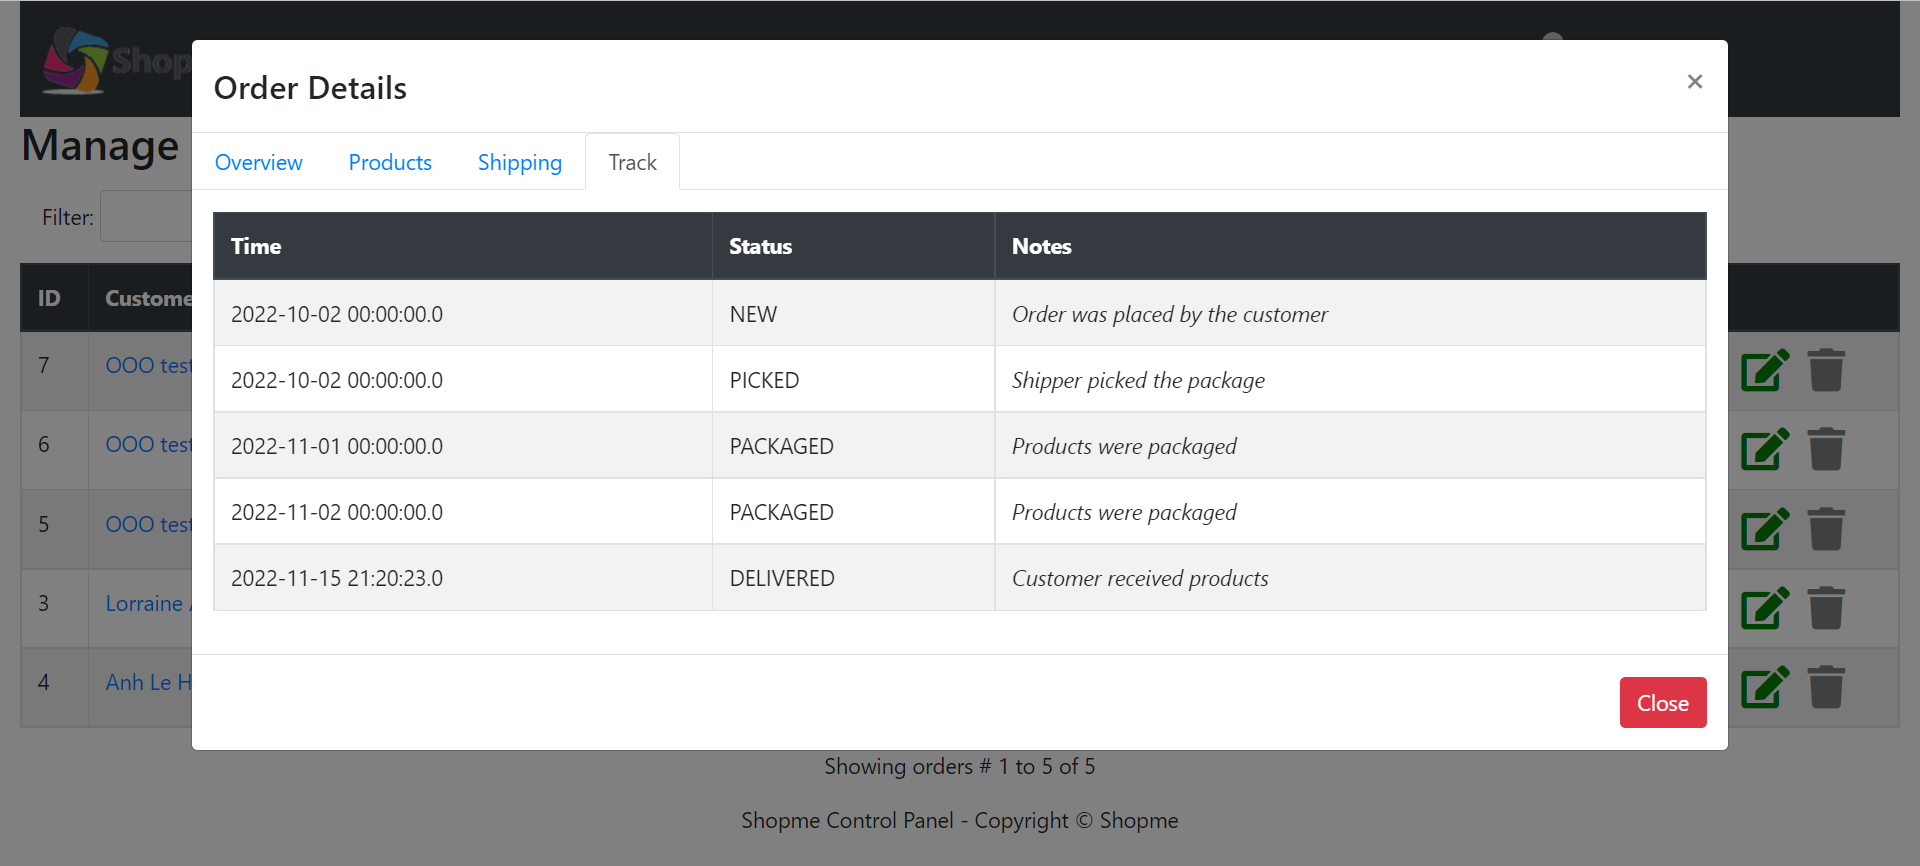 Shop
Order Details
×
Manage
Overview Products Shipping Track
Filter:
Time Status Notes
ID Custome
2022-10-02 00:00:00.0 NEW Order was placed by the customer
7 OOO test
2022-10-02 00:00:00.0 PICKED Shipper picked the package
6 OOO test
2022-11-01 00:00:00.0 PACKAGED Products were packaged
2022-11-02 00:00:00.0 PACKAGED Products were packaged
5 OOO test
2022-11-15 21:20:23.0 DELIVERED Customer received products
3 Lorraine
4 Anh Le H
Close
Showing orders # 1 to 5 of 5
Shopme Control Panel - Copyright © Shopme